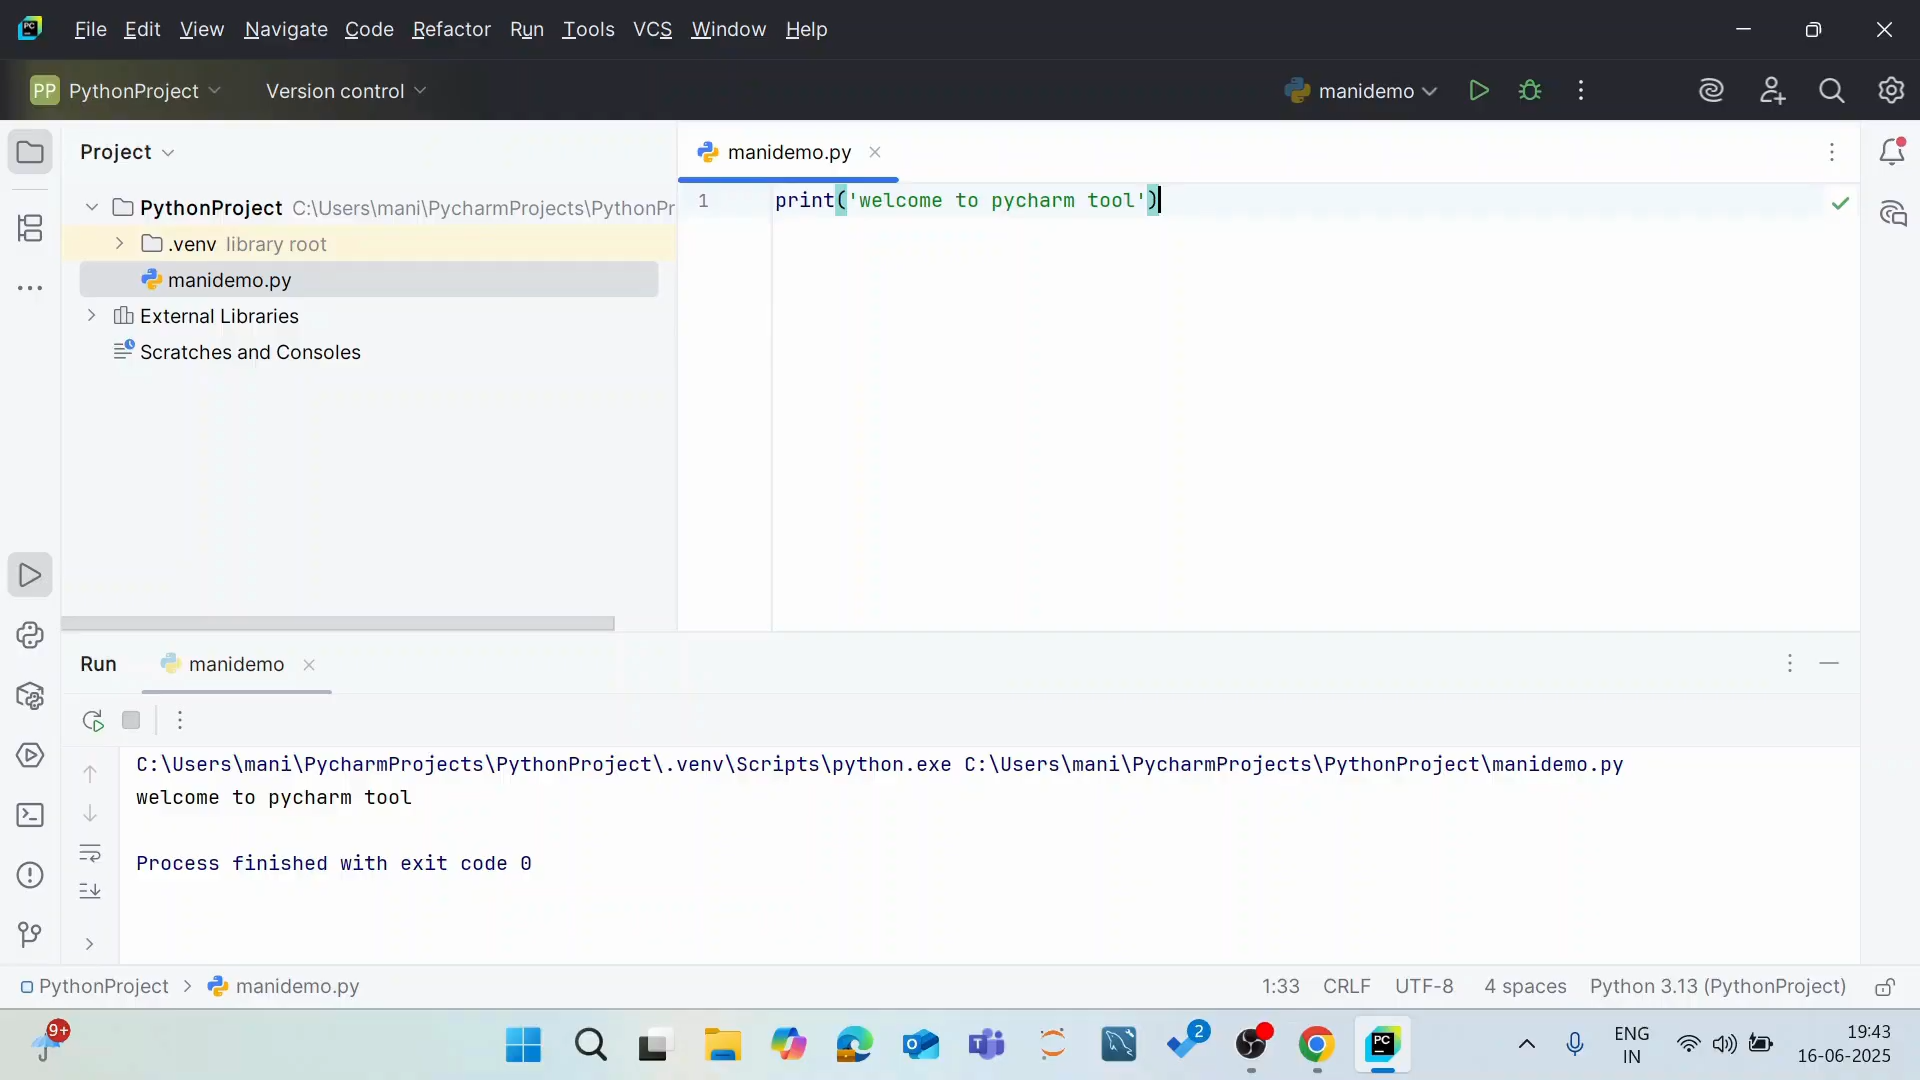 PC File Edit View Navigate Code Refactor Run Tools VCS Window Help
PP PythonProject Version control manidemo
Project
manidemo.py
PythonProject C:\Users\mani\PycharmProjects\PythonPr
.venv library root
manidemo.py
External Libraries
Scratches and Consoles
1 print('welcome to pycharm tool')
Run manidemo
C:\Users\mani\PycharmProjects\PythonProject\.venv\Scripts\python.exe C:\Users\mani\PycharmProjects\PythonProject\manidemo.py
welcome to pycharm tool
Process finished with exit code 0
PythonProject > manidemo.py 1:33 CRLF UTF-8 4 spaces Python 3.13 (PythonProject)
9+ 2 PC ENG 19:43
IN 16-06-2025